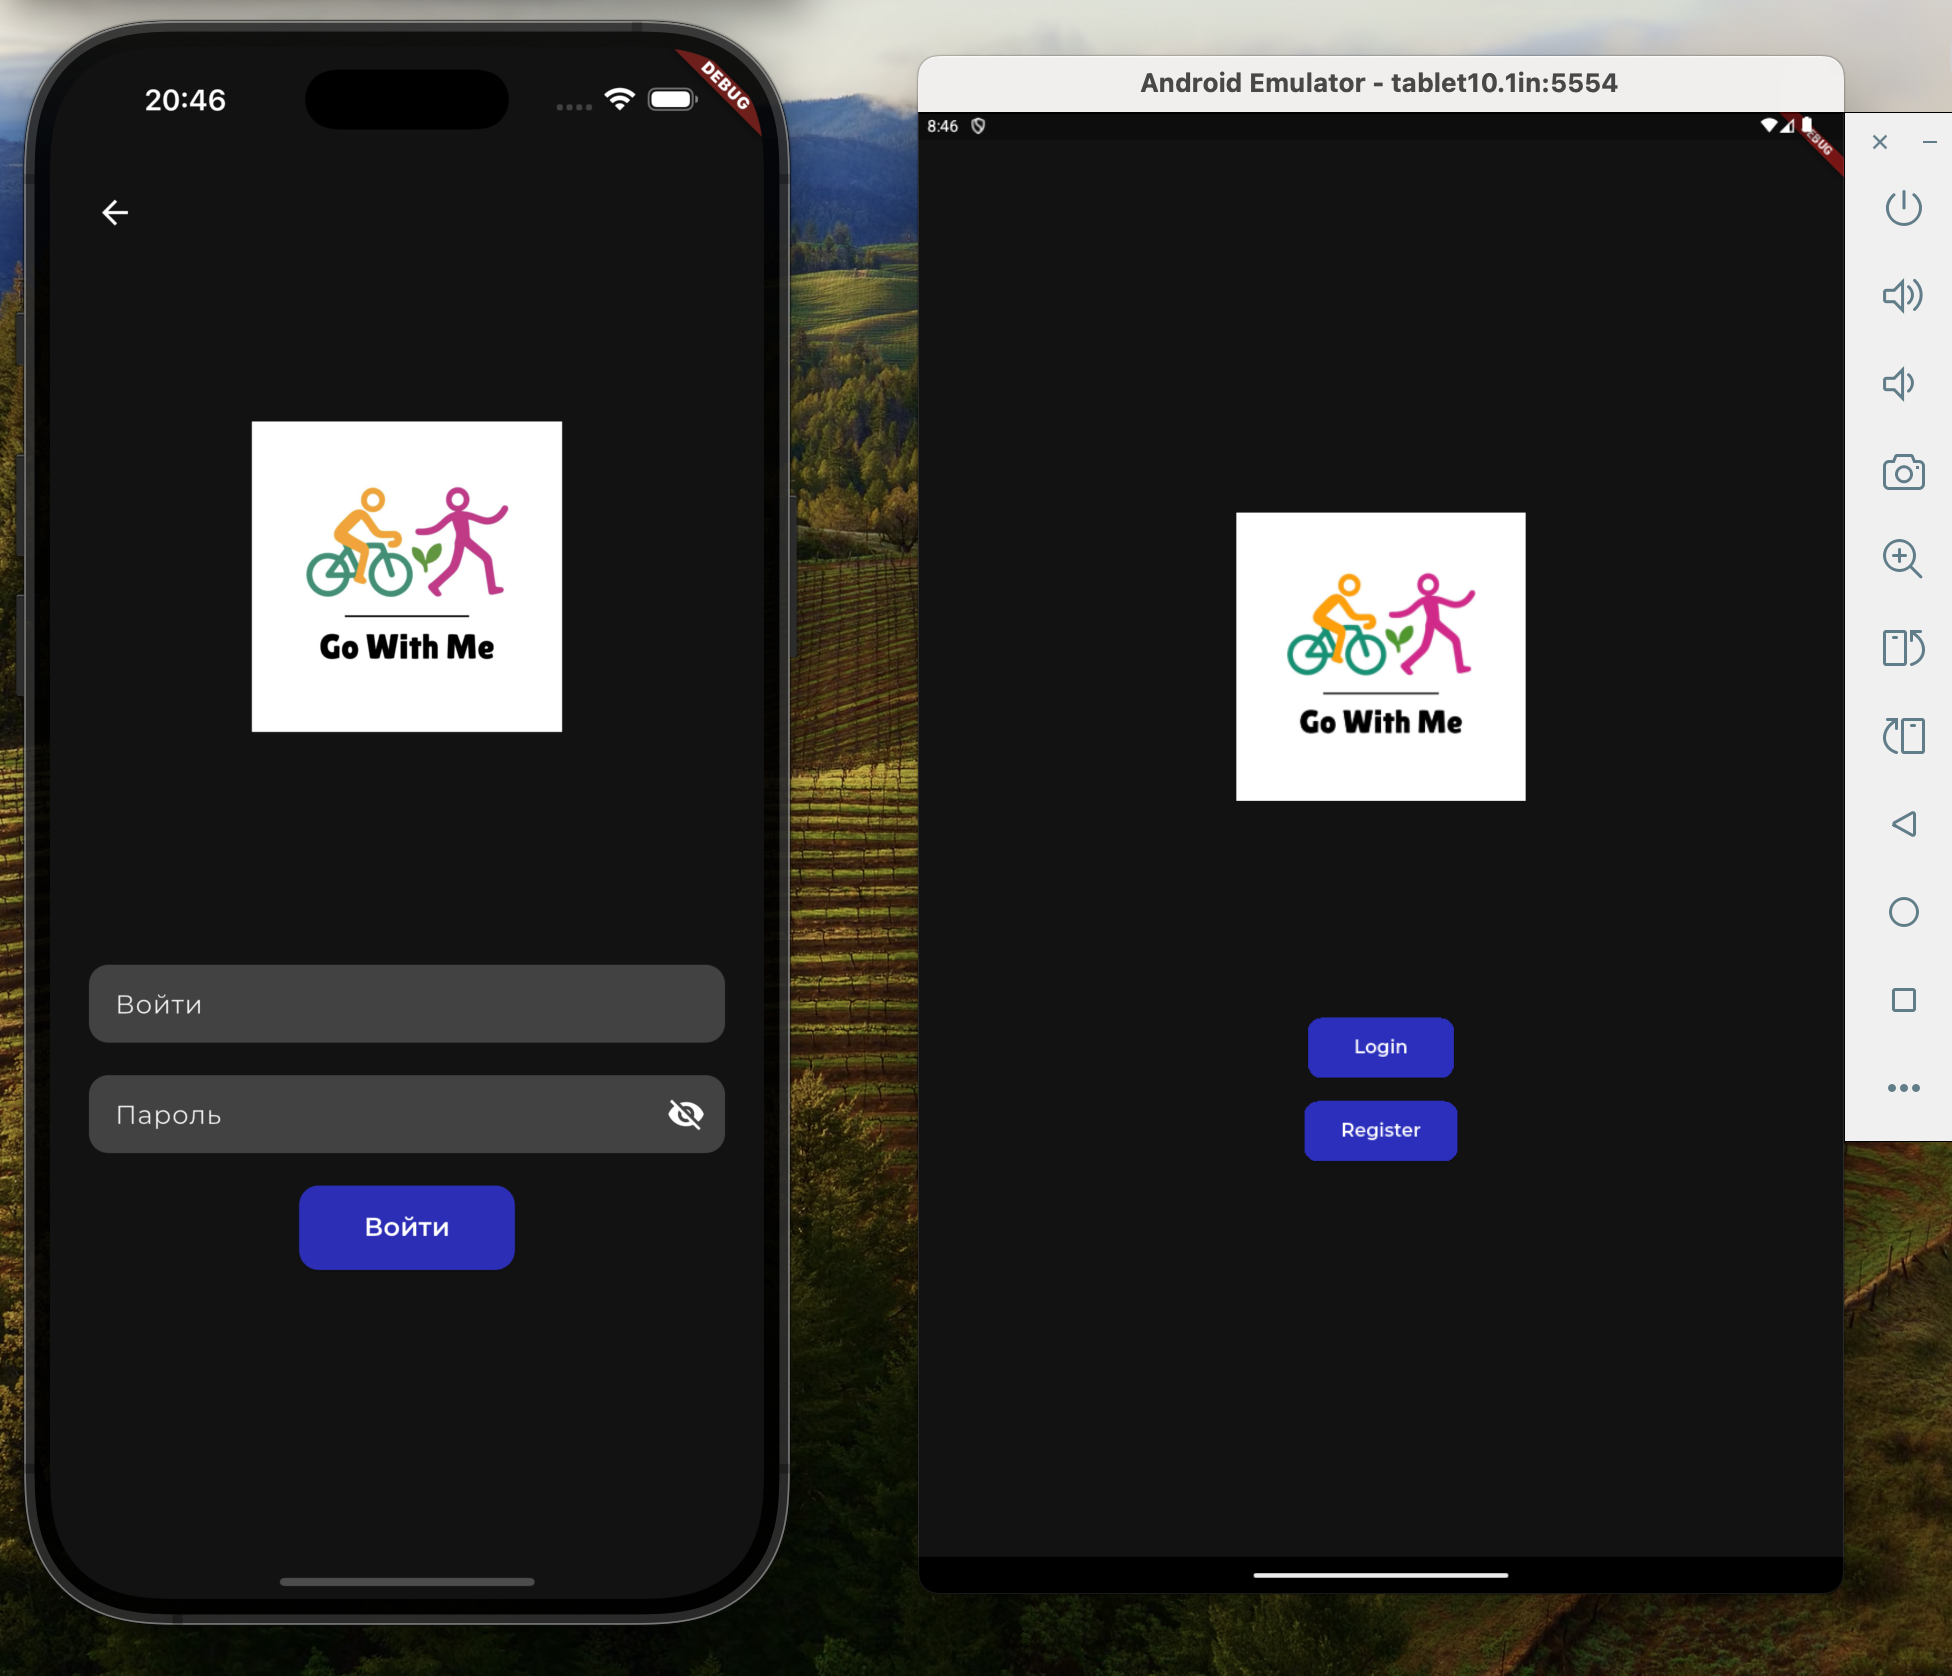 20:46
DEBUG
Go With Me
Войти
Пароль
Войти
Android Emulator - tablet10.1in:5554
8:46
EBUG
Go With Me
Login
Register